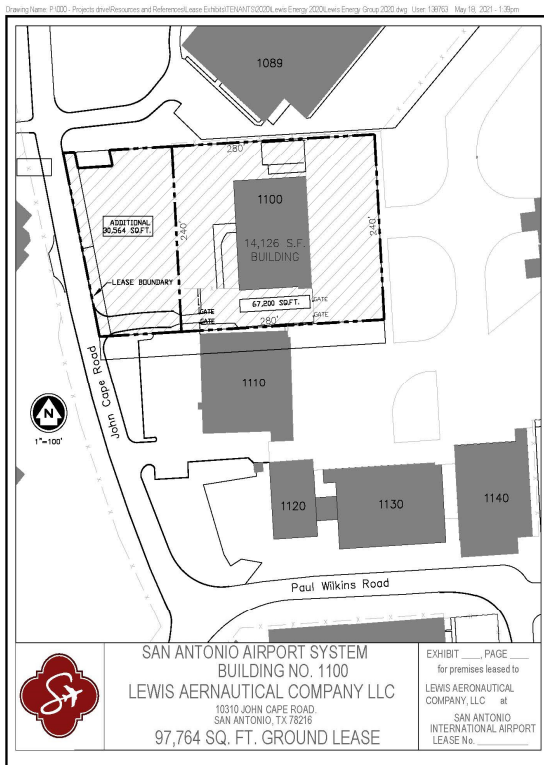 Drawing Name: P:\000 - Projects drive\Resources and References\Lease Exhibits\TENANTS\2020\Lewis Energy 2020\Lewis Energy Group 2020.dwg User: 138763 May 18, 2021 - 1:39pm
1089
280'
1100
ADDITIONAL
30,564 SQ.FT.
240'
240'
14,126 S.F.
BUILDING
LEASE BOUNDARY
67,200 SQ.FT.
GATE
GATE
280'
GATE
GATE
John Cape Road
1110
N
1"=100'
1120
1130
1140
Paul Wilkins Road
SAN ANTONIO AIRPORT SYSTEM
BUILDING NO. 1100
LEWIS AERNAUTICAL COMPANY LLC
10310 JOHN CAPE ROAD.
SAN ANTONIO, TX 78216
97,764 SQ. FT. GROUND LEASE
EXHIBIT ____, PAGE ____
for premises leased to
LEWIS AERONAUTICAL
COMPANY, LLC at
SAN ANTONIO
INTERNATIONAL AIRPORT
LEASE No. __________